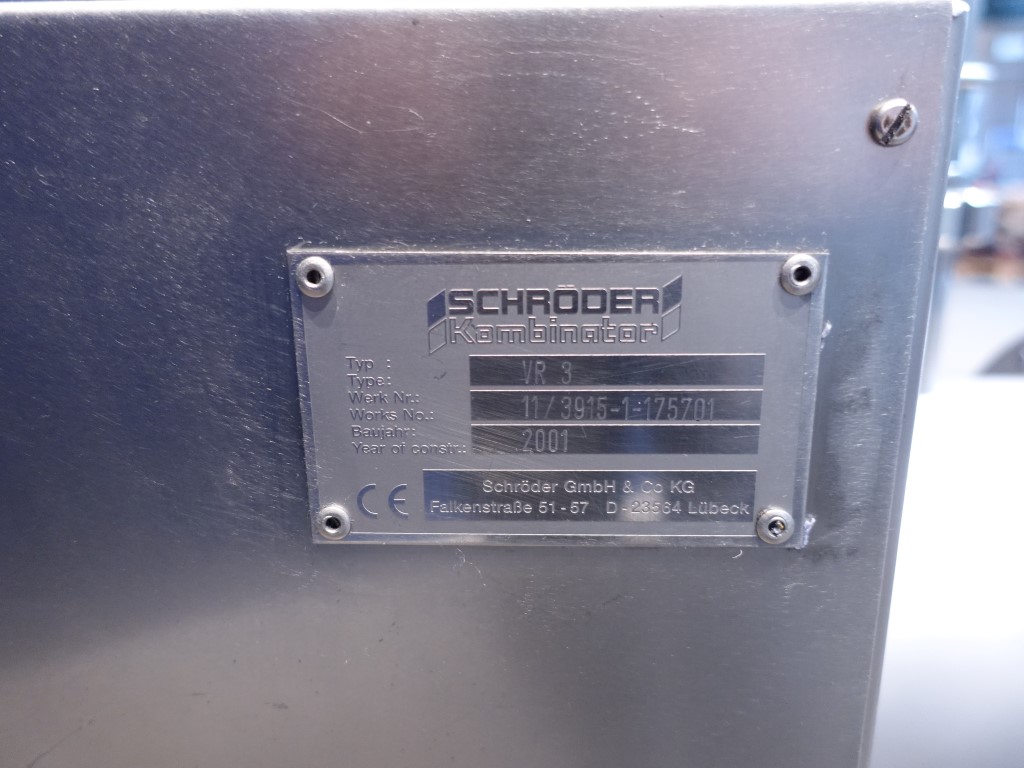 SCHRÖDER
Kombinator
Typ :
Type:
VR 3
Werk Nr.:
Works No.:
11/3915-1-175701
Baujahr:
Year of constr.:
2001
CE
Schröder GmbH & Co KG
Falkenstraße 51-57 D-23564 Lübeck